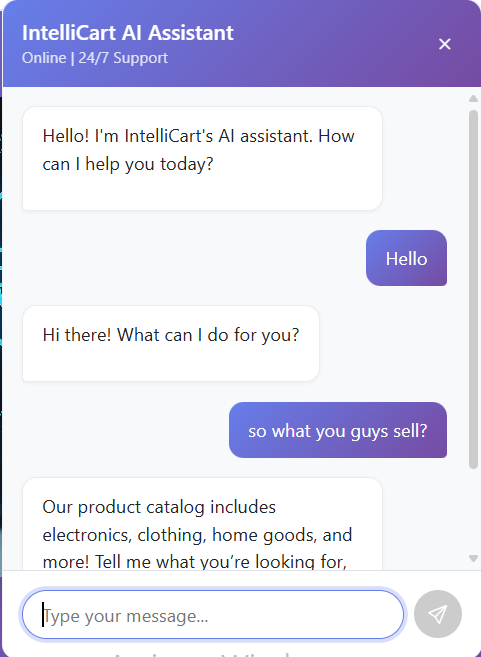 IntelliCart AI Assistant
Online | 24/7 Support
Hello! I'm IntelliCart's AI assistant. How
can I help you today?
Hello
Hi there! What can I do for you?
so what you guys sell?
Our product catalog includes
electronics, clothing, home goods, and
more! Tell me what you’re looking for,
Type your message...